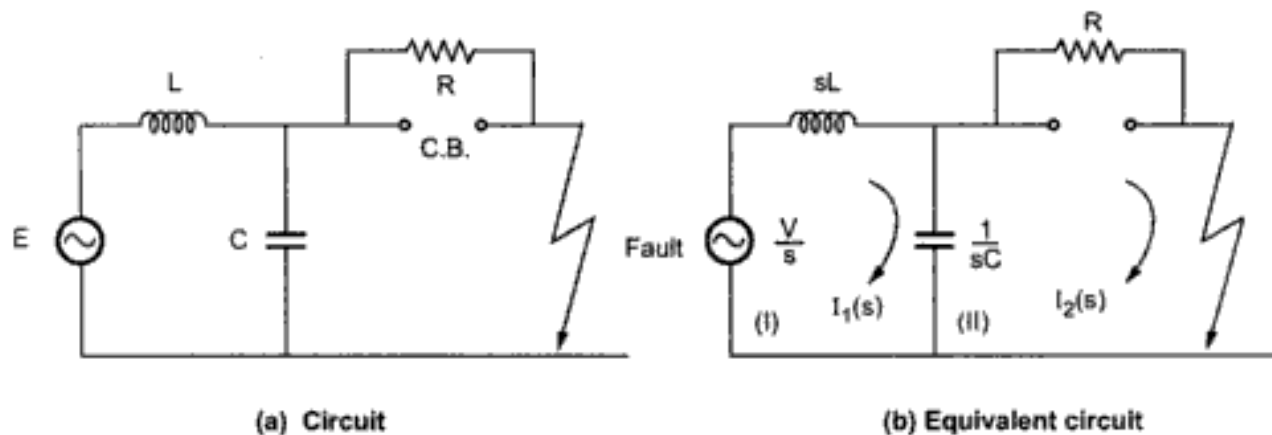 L
R
C.B.
E
C
Fault
(a) Circuit
R
sL
V/s
1/sC
I₁(s)
I₂(s)
(I)
(II)
(b) Equivalent circuit